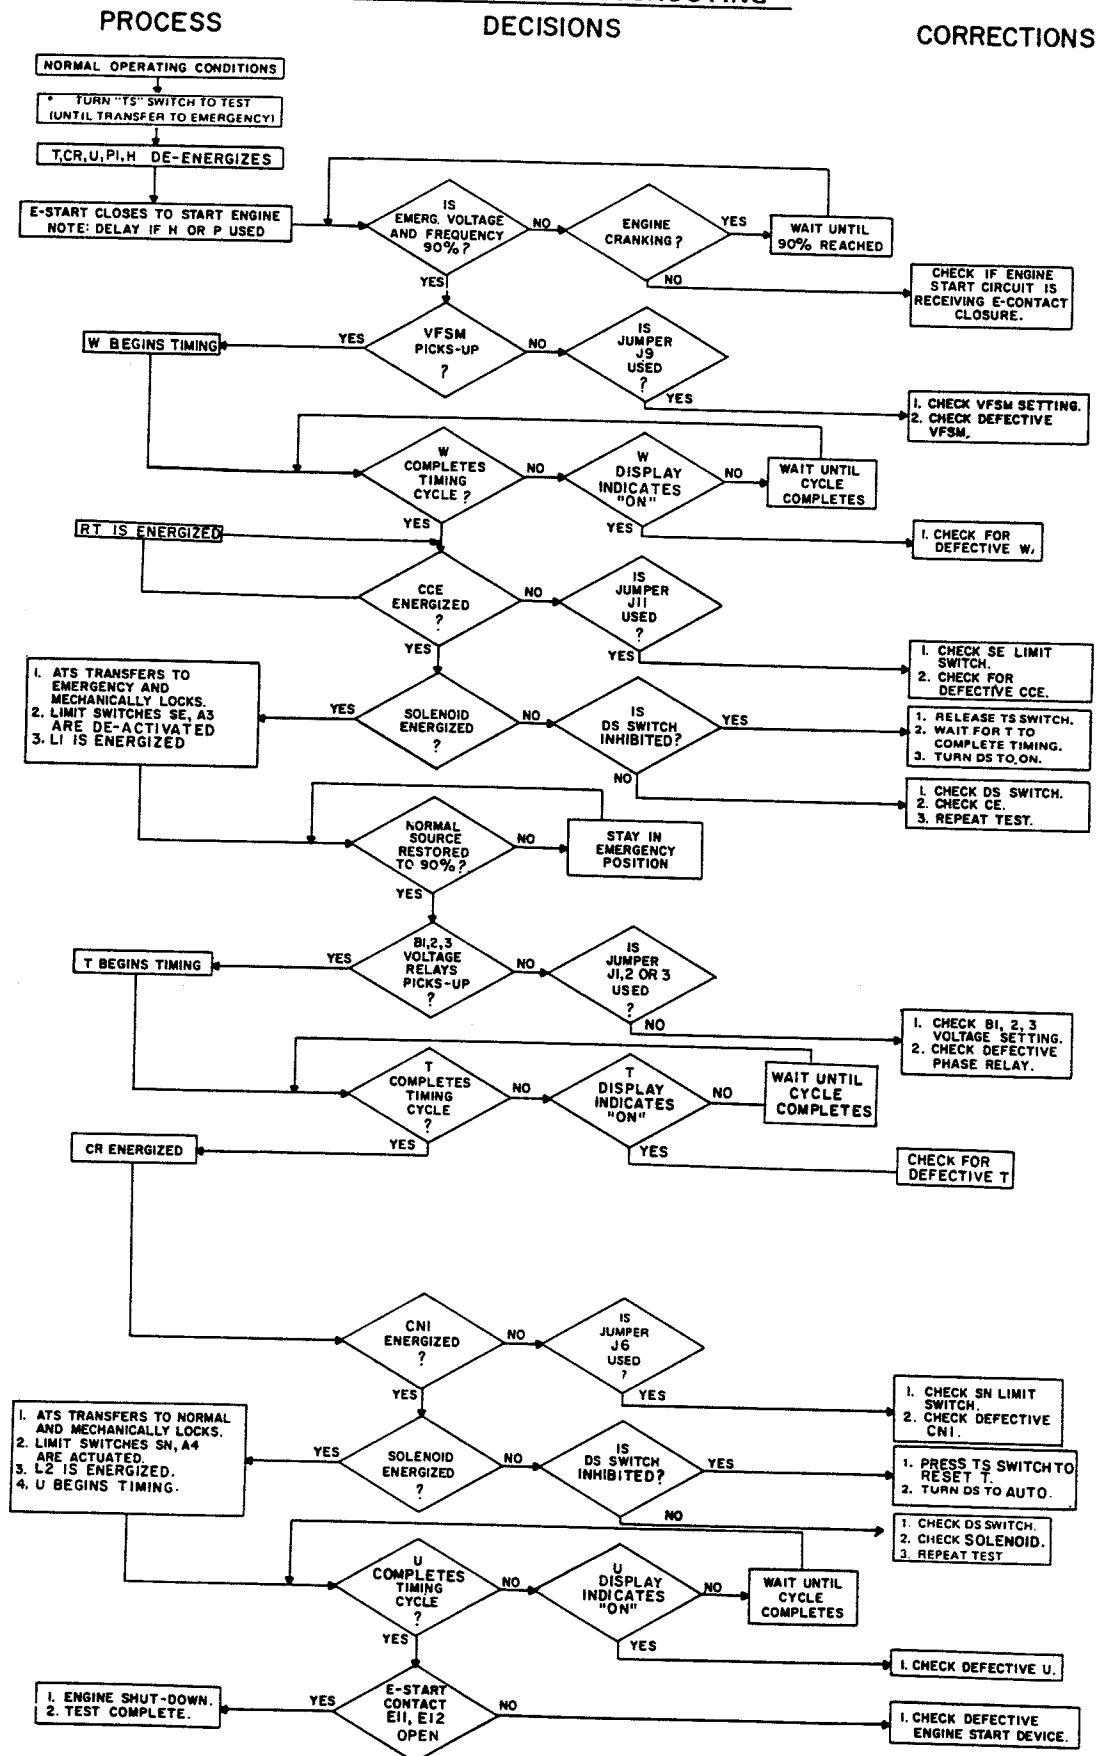 PROCESS
DECISIONS
CORRECTIONS
NORMAL OPERATING CONDITIONS
* TURN "TS" SWITCH TO TEST
(UNTIL TRANSFER TO EMERGENCY)
T,CR,U,PI,H DE-ENERGIZES
E-START CLOSES TO START ENGINE
NOTE: DELAY IF H OR P USED
IS
EMERG. VOLTAGE
AND FREQUENCY
90%?
NO
ENGINE
CRANKING?
YES
WAIT UNTIL
90% REACHED
NO
CHECK IF ENGINE
START CIRCUIT IS
RECEIVING E-CONTACT
CLOSURE.
YES
VFSM
PICKS-UP
?
YES
W BEGINS TIMING
NO
IS
JUMPER
J9
USED
?
YES
1. CHECK VFSM SETTING.
2. CHECK DEFECTIVE
VFSM.
W
COMPLETES
TIMING
CYCLE?
NO
W
DISPLAY
INDICATES
"ON"
NO
WAIT UNTIL
CYCLE
COMPLETES
YES
1. CHECK FOR
DEFECTIVE W.
YES
RT IS ENERGIZED
CCE
ENERGIZED
?
NO
IS
JUMPER
J11
USED
?
YES
1. CHECK SE LIMIT
SWITCH.
2. CHECK FOR
DEFECTIVE CCE.
YES
SOLENOID
ENERGIZED
?
YES
1. ATS TRANSFERS TO
EMERGENCY AND
MECHANICALLY LOCKS.
2. LIMIT SWITCHES SE, A3
ARE DE-ACTIVATED
3. L1 IS ENERGIZED
NO
IS
DS SWITCH
INHIBITED?
YES
1. RELEASE TS SWITCH.
2. WAIT FOR T TO
COMPLETE TIMING.
3. TURN DS TO ON.
NO
1. CHECK DS SWITCH.
2. CHECK CE.
3. REPEAT TEST.
NORMAL
SOURCE
RESTORED
TO 90%?
NO
STAY IN
EMERGENCY
POSITION
YES
B1,2,3
VOLTAGE
RELAYS
PICKS-UP
?
YES
T BEGINS TIMING
NO
IS
JUMPER
J1,2 OR 3
USED
?
NO
1. CHECK B1, 2, 3
VOLTAGE SETTING.
2. CHECK DEFECTIVE
PHASE RELAY.
T
COMPLETES
TIMING
CYCLE
?
NO
T
DISPLAY
INDICATES
"ON"
NO
WAIT UNTIL
CYCLE
COMPLETES
YES
CR ENERGIZED
YES
CHECK FOR
DEFECTIVE T
CN1
ENERGIZED
?
NO
IS
JUMPER
J6
USED
?
YES
1. CHECK SN LIMIT
SWITCH.
2. CHECK DEFECTIVE
CN1.
YES
SOLENOID
ENERGIZED
?
YES
1. ATS TRANSFERS TO NORMAL
AND MECHANICALLY LOCKS.
2. LIMIT SWITCHES SN, A4
ARE ACTUATED.
3. L2 IS ENERGIZED.
4. U BEGINS TIMING.
NO
IS
DS SWITCH
INHIBITED?
YES
1. PRESS TS SWITCH TO
RESET T.
2. TURN DS TO AUTO.
NO
1. CHECK DS SWITCH.
2. CHECK SOLENOID.
3. REPEAT TEST
U
COMPLETES
TIMING
CYCLE
?
NO
U
DISPLAY
INDICATES
"ON"
NO
WAIT UNTIL
CYCLE
COMPLETES
YES
1. CHECK DEFECTIVE U.
YES
E-START
CONTACT
E11, E12
OPEN
YES
1. ENGINE SHUT-DOWN.
2. TEST COMPLETE.
NO
1. CHECK DEFECTIVE
ENGINE START DEVICE.